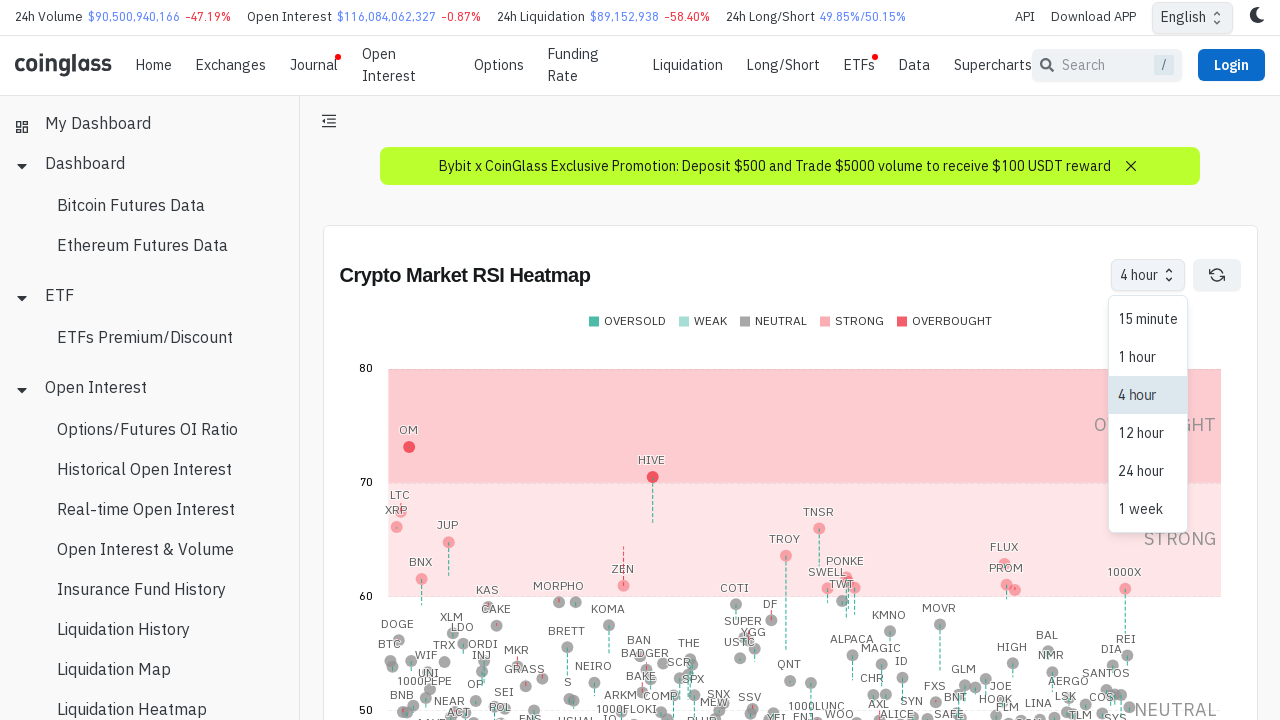 24h Volume $90,500,940,166 -47.19% Open Interest $116,084,062,327 -0.87% 24h Liquidation $89,152,938 -58.40% 24h Long/Short 49.85%/50.15% API Download APP English
coinglass Home Exchanges Journal Open Interest Options Funding Rate Liquidation Long/Short ETFs Data Supercharts Search / Login
My Dashboard
Dashboard
Bitcoin Futures Data
Ethereum Futures Data
ETF
ETFs Premium/Discount
Open Interest
Options/Futures OI Ratio
Historical Open Interest
Real-time Open Interest
Open Interest & Volume
Insurance Fund History
Liquidation History
Liquidation Map
Liquidation Heatmap
Bybit x CoinGlass Exclusive Promotion: Deposit $500 and Trade $5000 volume to receive $100 USDT reward
Crypto Market RSI Heatmap
4 hour
15 minute
1 hour
4 hour
12 hour
24 hour
1 week
OVERSOLD WEAK NEUTRAL STRONG OVERBOUGHT
80
OM
HIVE
70
LTC
XRP
JUP
TNSR
STRONG
TROY
FLUX
BNX
ZEN
PONKE
PROM
SWELL
1000X
TWT
60
KAS
MORPHO
COTI
CAKE
KOMA
DF
MOVR
XLM
KMNO
DOGE
LDO
SUPER
BRETT
YGG
BTC
TRX
ORDI
BAN
THE
USTC
ALPACA
BAL
REI
WIF
INJ
MKR
BADGER
MAGIC
HIGH
NMR
DIA
UNI
GRASS
NEIRO
SCR
QNT
ID
GLM
SANTOS
1000PEPE
OP
S
BAKE
SPX
CHR
FXS
JOE
AERGO
BNB
NEAR
SEI
ARKM
COMP
SNX
SSV
SYN
BNT
HOOK
LSK
COS
POL
MEW
1000LUNC
AXL
LINA
50
ACT
1000FLOKI
WOO
ALICE
SAFE
TLM
SYS
NEUTRAL